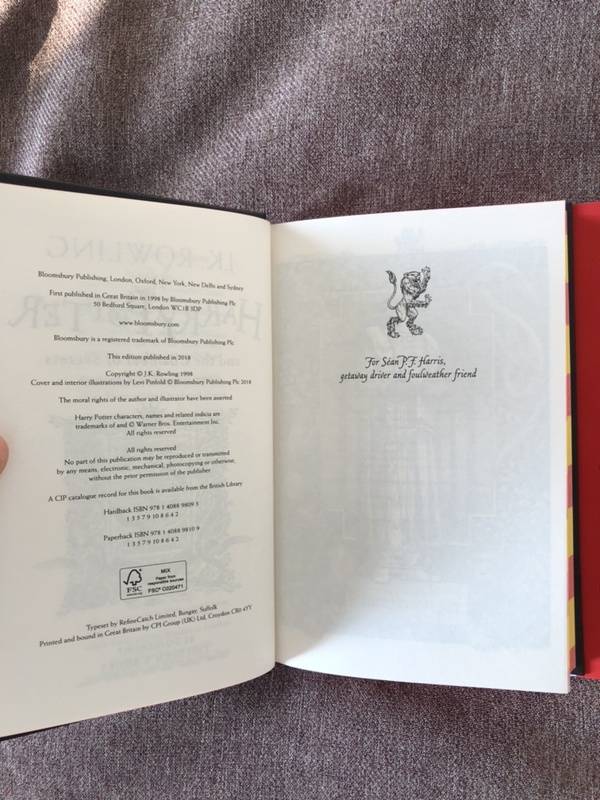 Bloomsbury Publishing, London, Oxford, New York, New Delhi and Sydney
First published in Great Britain in 1998 by Bloomsbury Publishing Plc
50 Bedford Square, London WC1B 3DP
www.bloomsbury.com
Bloomsbury is a registered trademark of Bloomsbury Publishing Plc
This edition published in 2018
Copyright © J.K. Rowling 1998
Cover and interior illustrations by Levi Pinfold © Bloomsbury Publishing Plc 2018
The moral rights of the author and illustrator have been asserted
Harry Potter characters, names and related indicia are
trademarks of and © Warner Bros. Entertainment Inc.
All rights reserved
All rights reserved
No part of this publication may be reproduced or transmitted
by any means, electronic, mechanical, photocopying or otherwise,
without the prior permission of the publisher
A CIP catalogue record for this book is available from the British Library
Hardback ISBN 978 1 4088 9809 3
1 3 5 7 9 10 8 6 4 2
Paperback ISBN 978 1 4088 9810 9
1 3 5 7 9 10 8 6 4 2
FSC
MIX
Paper from
responsible sources
FSC® C020471
Typeset by RefineCatch Limited, Bungay, Suffolk
Printed and bound in Great Britain by CPI Group (UK) Ltd, Croydon CR0 4YY
For Séan P. F. Harris,
getaway driver and foulweather friend